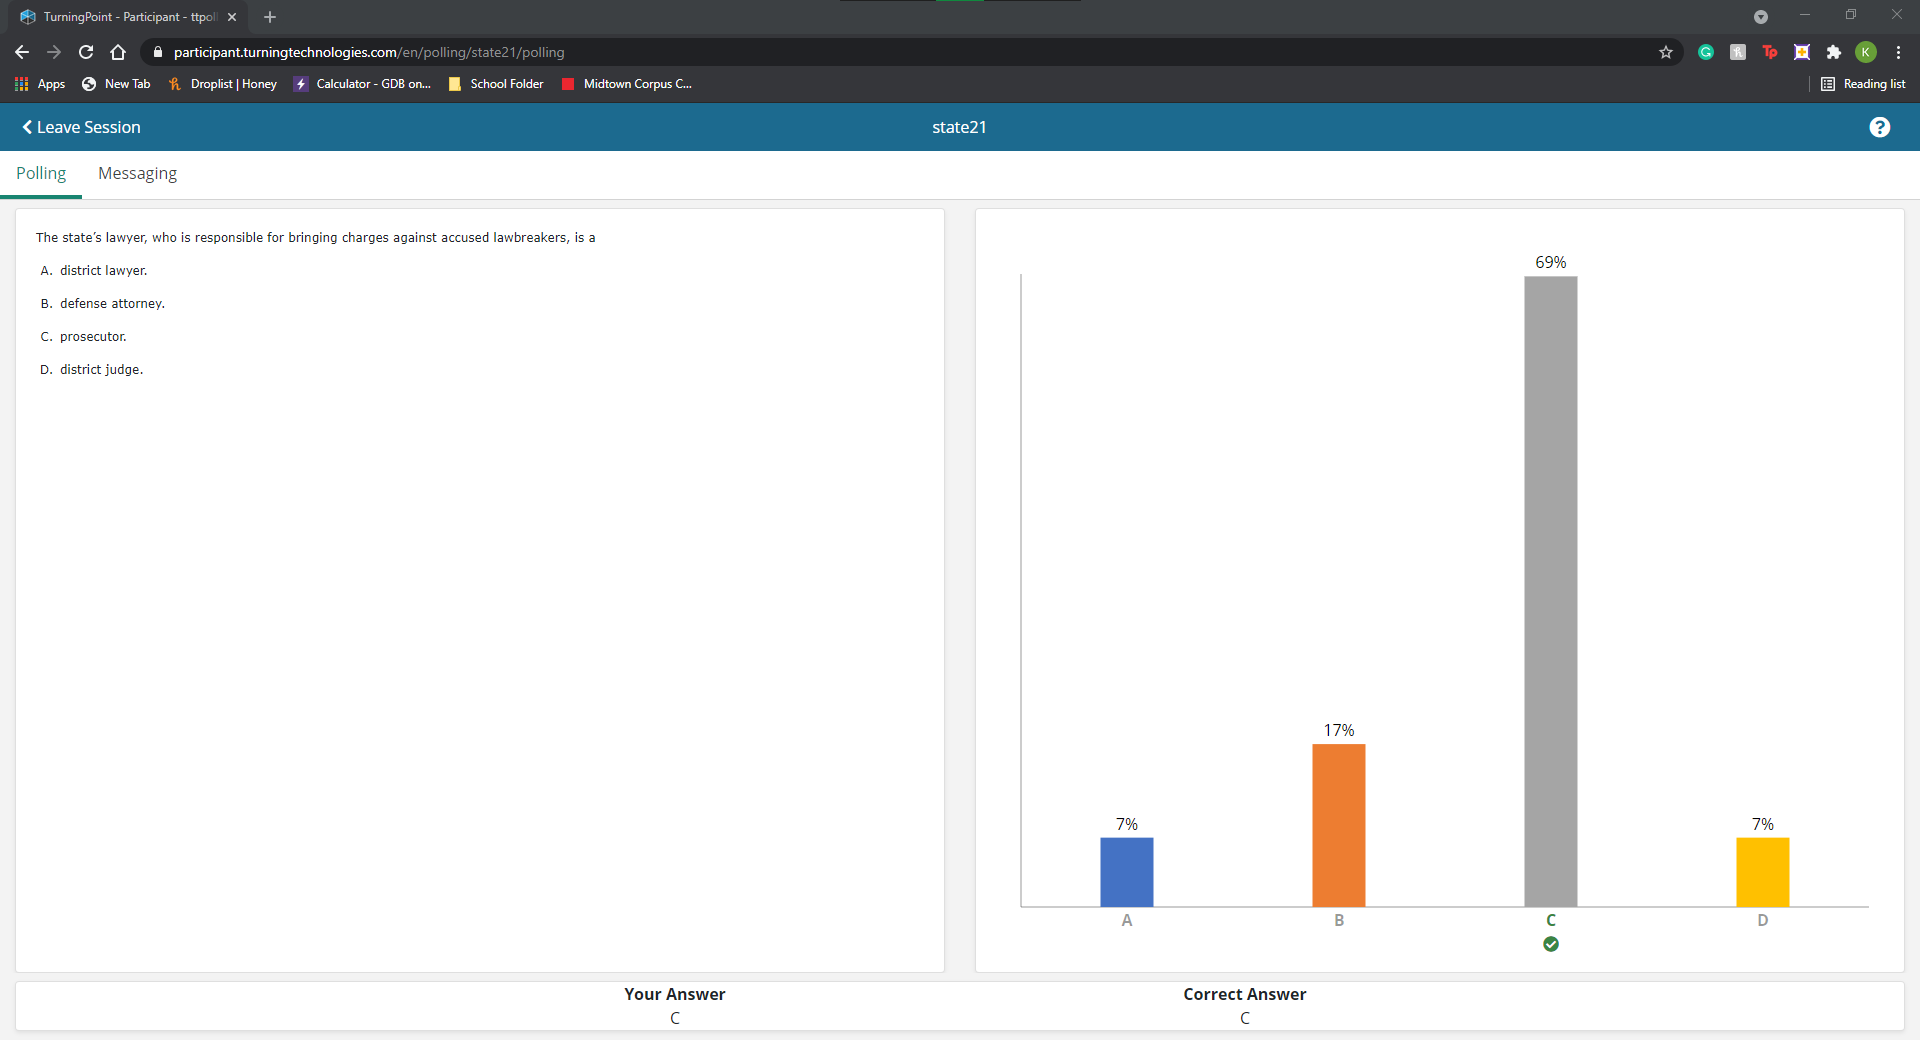 TurningPoint - Participant - ttpoll
participant.turningtechnologies.com/en/polling/state21/polling
Tp
K
Apps
New Tab
Droplist | Honey
Calculator - GDB on...
School Folder
Midtown Corpus C...
Reading list
Leave Session
state21
?
Polling
Messaging
The state’s lawyer, who is responsible for bringing charges against accused lawbreakers, is a
A. district lawyer.
B. defense attorney.
C. prosecutor.
D. district judge.
69%
17%
7%
7%
A
B
C
D
Your Answer
Correct Answer
C
C